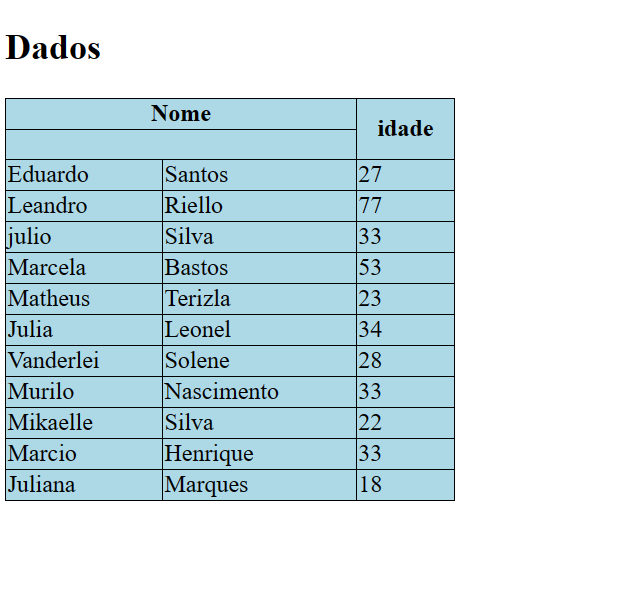 Dados
Nome idade
Eduardo Santos 27
Leandro Riello 77
julio Silva 33
Marcela Bastos 53
Matheus Terizla 23
Julia Leonel 34
Vanderlei Solene 28
Murilo Nascimento 33
Mikaelle Silva 22
Marcio Henrique 33
Juliana Marques 18